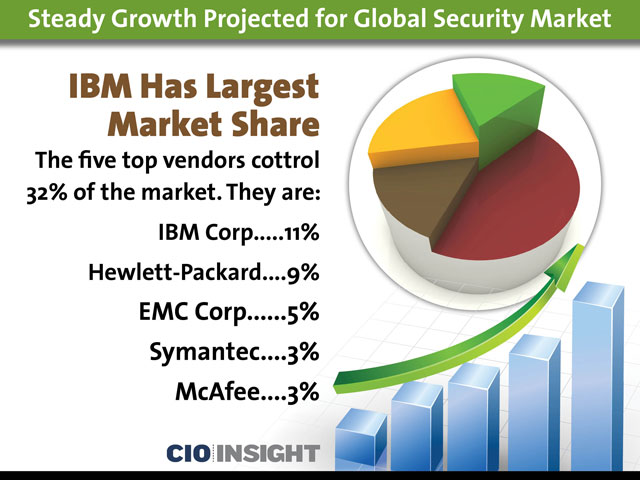 Steady Growth Projected for Global Security Market
IBM Has Largest
Market Share
The five top vendors cottrol
32% of the market. They are:
IBM Corp.....11%
Hewlett-Packard....9%
EMC Corp......5%
Symantec....3%
McAfee....3%
CIO INSIGHT